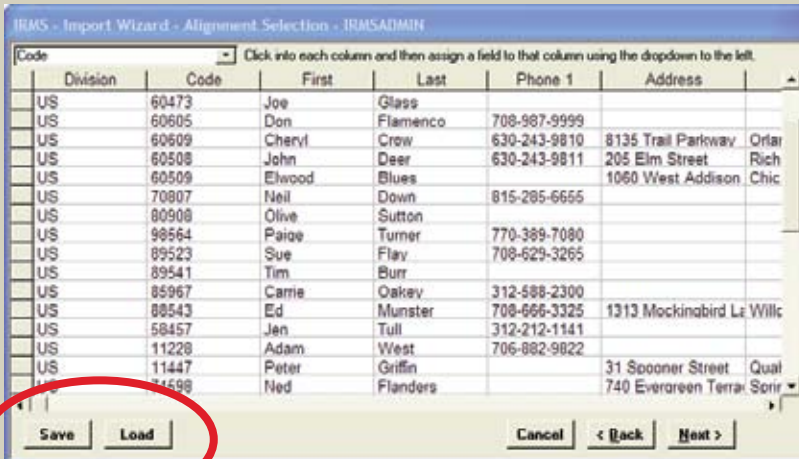 IRMS - Import Wizard - Alignment Selection - IRMSADMIN
Code Click into each column and then assign a field to that column using the dropdown to the left.
Division Code First Last Phone 1 Address
US 60473 Joe Glass
US 60605 Don Flamenco 708-987-9999
US 60609 Cheryl Crow 630-243-9810 8135 Trail Parkway Orlar
US 60508 John Deer 630-243-9811 205 Elm Street Rich
US 60509 Elwood Blues 1060 West Addison Chic
US 70807 Neil Down 815-285-6655
US 80908 Olive Sutton
US 98564 Paige Turner 770-389-7080
US 89523 Sue Flay 708-629-3265
US 89541 Tim Burr
US 85967 Carrie Oakey 312-588-2300
US 88543 Ed Munster 708-666-3325 1313 Mockingbird La Willo
US 58457 Jen Tull 312-212-1141
US 11228 Adam West 706-882-9822
US 11447 Peter Griffin 31 Spooner Street Quah
US 74598 Ned Flanders 740 Evergreen Terrac Sprir
Save Load Cancel < Back Next >